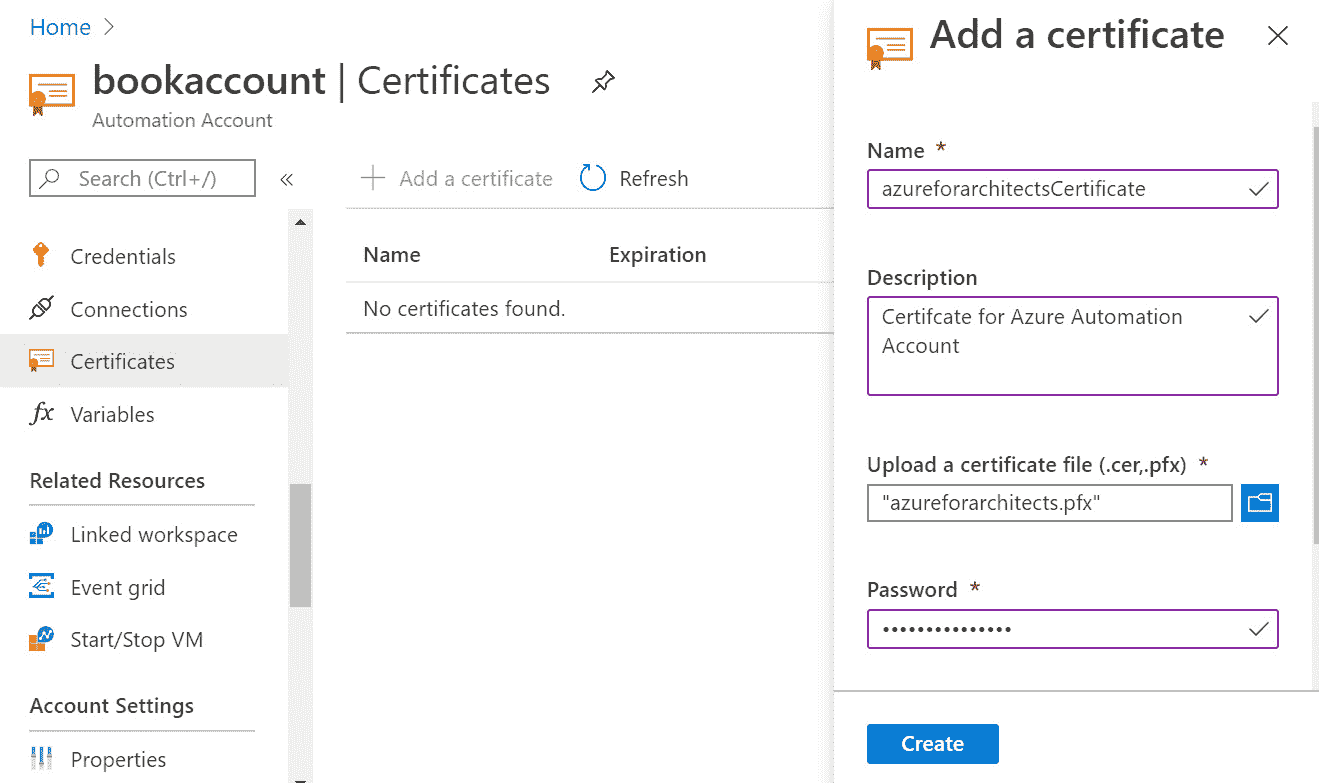 Home
bookaccount | Certificates
Automation Account
Search (Ctrl+/)
«
Add a certificate
Refresh
Credentials
Connections
Certificates
fx Variables
Related Resources
Linked workspace
Event grid
Start/Stop VM
Account Settings
Properties
Name Expiration
No certificates found.
Add a certificate
Name *
azureforarchitectsCertificate
Description
Certifcate for Azure Automation
Account
Upload a certificate file (.cer,.pfx) *
"azureforarchitects.pfx"
Password *
•••••••••••••••
Create